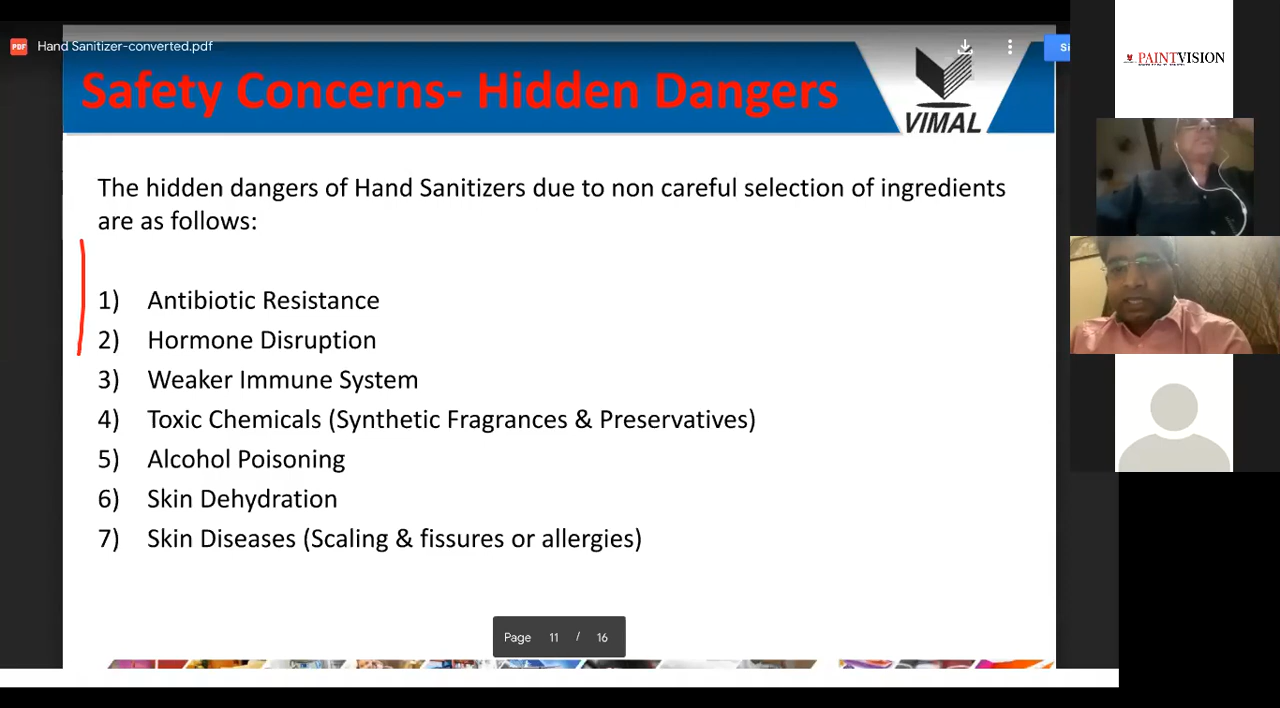 PDF Hand Sanitizer-converted.pdf
Si
Safety Concerns- Hidden Dangers
VIMAL
PAINTVISION
The hidden dangers of Hand Sanitizers due to non careful selection of ingredients
are as follows:
1) Antibiotic Resistance
2) Hormone Disruption
3) Weaker Immune System
4) Toxic Chemicals (Synthetic Fragrances & Preservatives)
5) Alcohol Poisoning
6) Skin Dehydration
7) Skin Diseases (Scaling & fissures or allergies)
Page 11 / 16